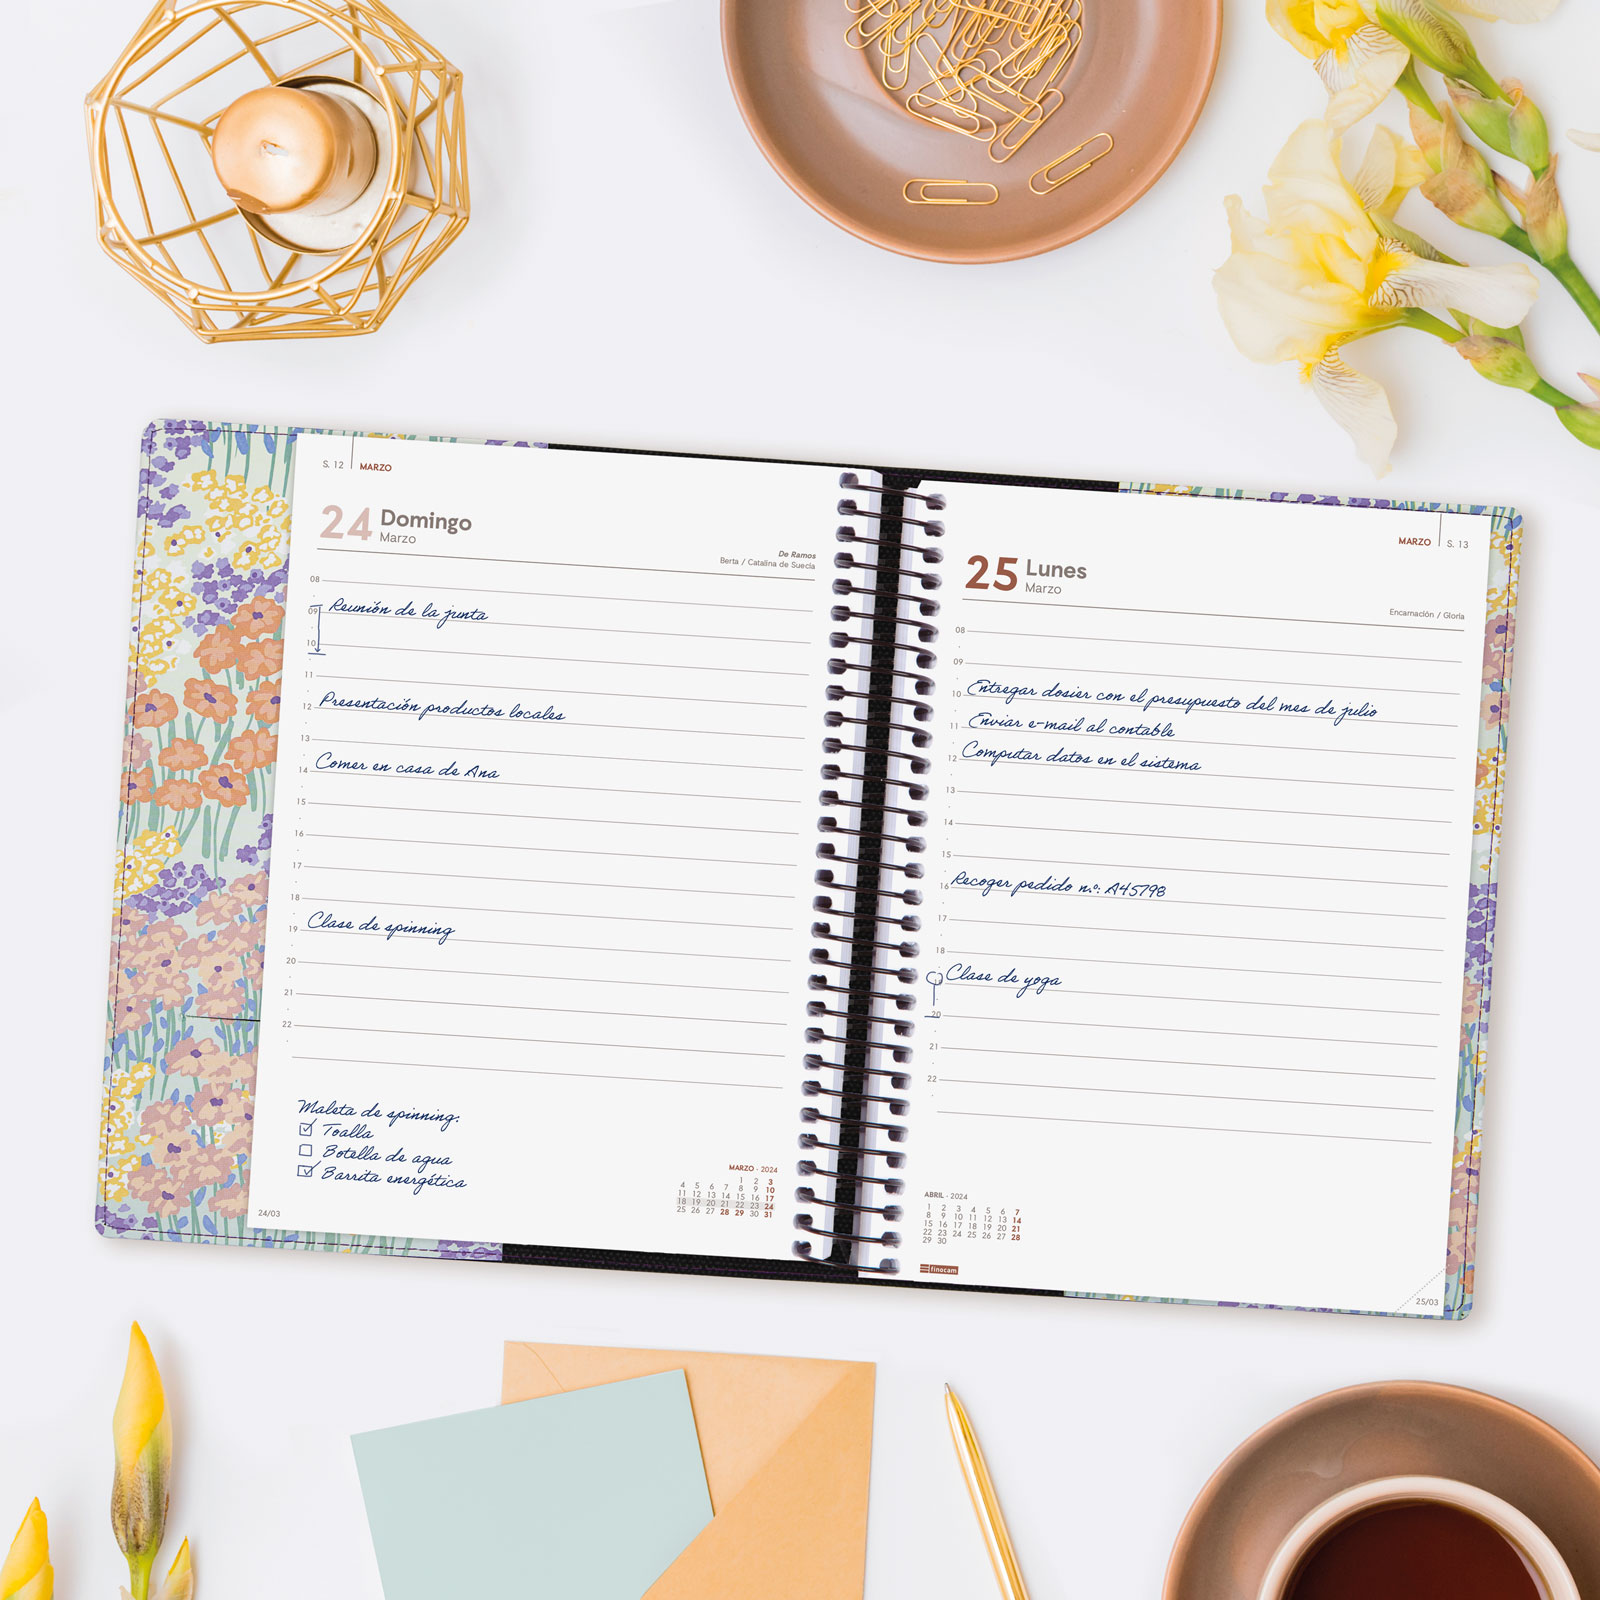 S. 12 MARZO
24 Domingo
Marzo
De Ramos
Berta / Catalina de Suecia
08
09 Reunión de la junta
10
11
12 Presentación productos locales
13
14 Comer en casa de Ana
15
16
17
18
19 Clase de spinning
20
21
22
Maleta de spinning:
Toalla
Botella de agua
Barrita energética
MARZO · 2024
1 2 3
4 5 6 7 8 9 10
11 12 13 14 15 16 17
18 19 20 21 22 23 24
25 26 27 28 29 30 31
24/03
MARZO S. 13
25 Lunes
Marzo
Encarnación / Gloria
08
09
10 Entregar dosier con el presupuesto del mes de julio
11 Enviar e-mail al contable
12 Computar datos en el sistema
13
14
15
16 Recoger pedido n.º: A45798
17
18
Clase de yoga
20
21
22
ABRIL · 2024
1 2 3 4 5 6 7
8 9 10 11 12 13 14
15 16 17 18 19 20 21
22 23 24 25 26 27 28
29 30
finocam
25/03